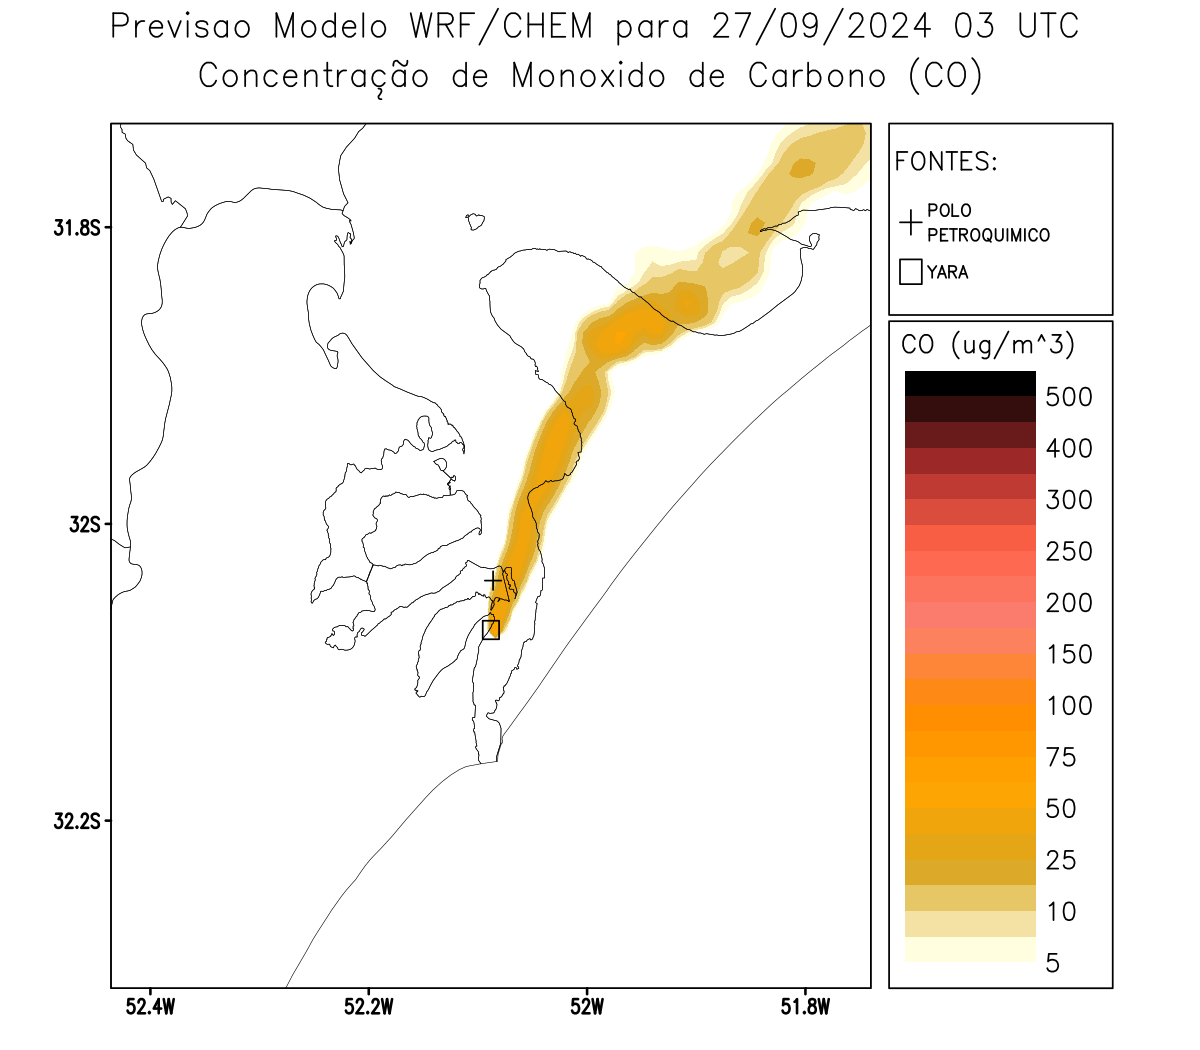 Previsao Modelo WRF/CHEM para 27/09/2024 03 UTC
Concentração de Monoxido de Carbono (CO)
FONTES:
POLO
PETROQUIMICO
YARA
31.8S
32S
32.2S
52.4W
52.2W
52W
51.8W
CO (ug/m^3)
500
400
300
250
200
150
100
75
50
25
10
5